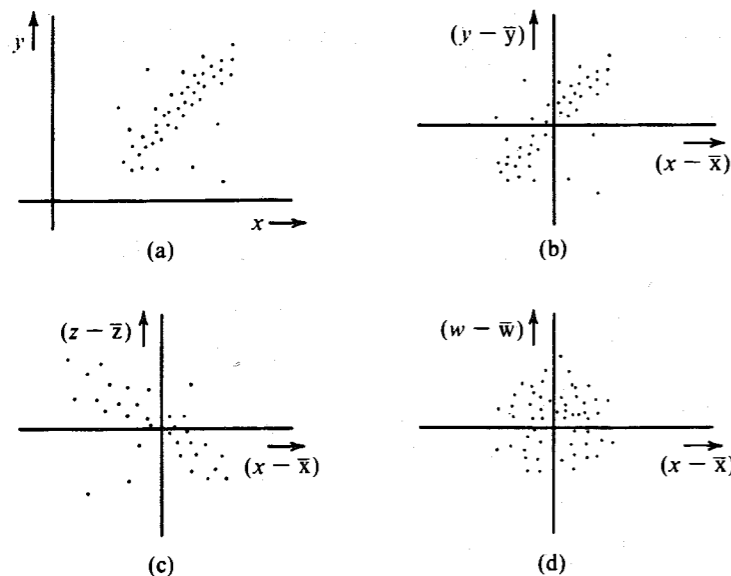 y
x
(a)
(y − ȳ)
(x − x̄)
(b)
(z − z̄)
(x − x̄)
(c)
(w − w̄)
(x − x̄)
(d)